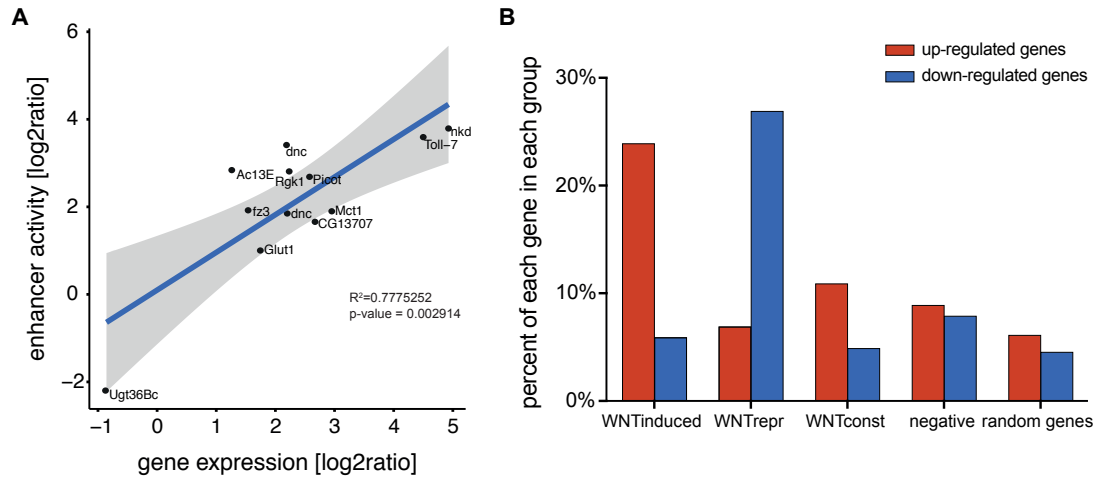 A
enhancer activity [log2ratio]
6
4
2
0
−2
nkd
Toll−7
dnc
Ac13E
Rgk1
Picot
fz3
dnc
Mct1
CG13707
Glut1
R²=0.7775252
p-value = 0.002914
Ugt36Bc
−1 0 1 2 3 4 5
gene expression [log2ratio]
B
up-regulated genes
down-regulated genes
percent of each gene in each group
30%
20%
10%
0%
WNTinduced WNTrepr WNTconst negative random genes